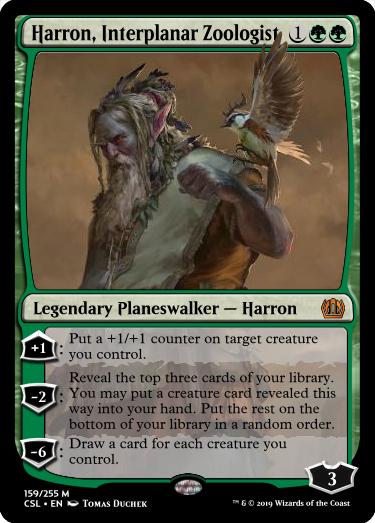 Harron, Interplanar Zoologist 1
Legendary Planeswalker — Harron
+1: Put a +1/+1 counter on target creature
you control.
Reveal the top three cards of your library.
-2: You may put a creature card revealed this
way into your hand. Put the rest on the
bottom of your library in a random order.
-6: Draw a card for each creature you
control.
3
159/255 M
CSL • EN Tomas Duchek
™ & © 2019 Wizards of the Coast